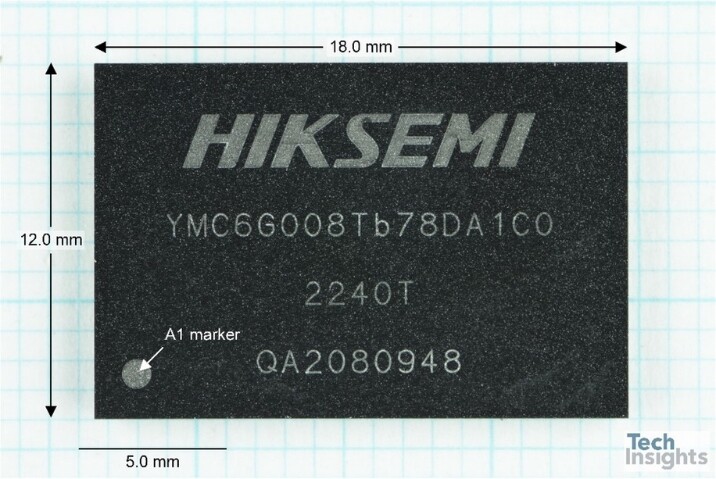 18.0 mm
HIKSEMI
YMC6G008Tb78DA1C0
12.0 mm
2240T
A1 marker
QA2080948
5.0 mm
Tech
Insights